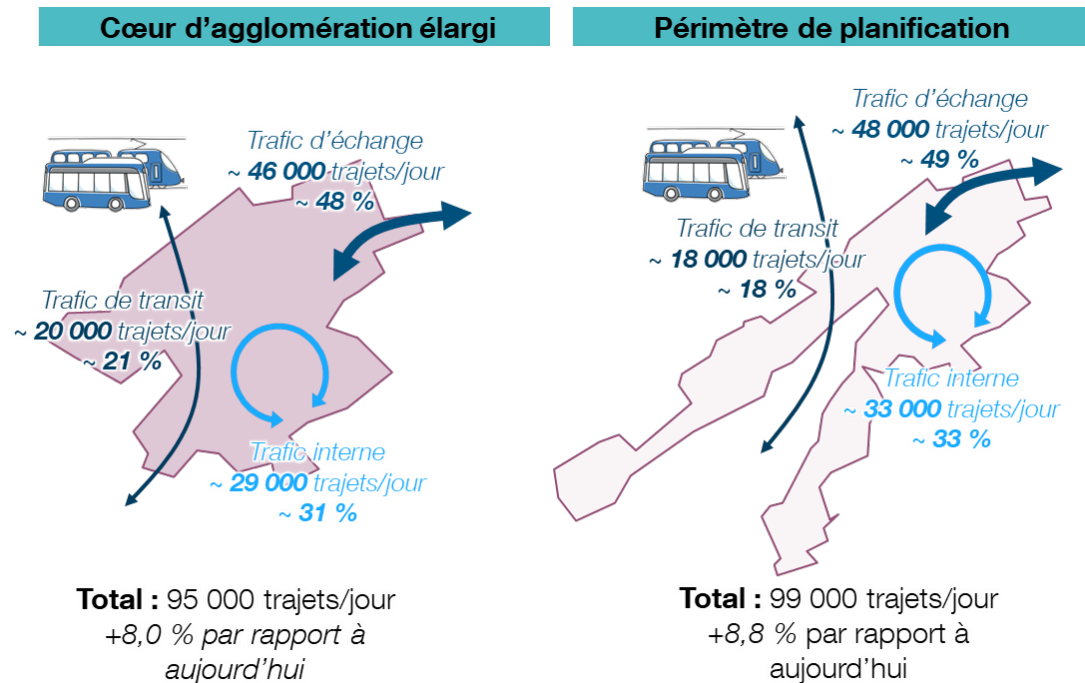 Cœur d'agglomération élargi
Trafic d'échange
~ 46 000 trajets/jour
~ 48 %
Trafic de transit
~ 20 000 trajets/jour
~ 21 %
Trafic interne
~ 29 000 trajets/jour
~ 31 %
Total : 95 000 trajets/jour
+8,0 % par rapport à
aujourd'hui
Périmètre de planification
Trafic d'échange
~ 48 000 trajets/jour
~ 49 %
Trafic de transit
~ 18 000 trajets/jour
~ 18 %
Trafic interne
~ 33 000 trajets/jour
~ 33 %
Total : 99 000 trajets/jour
+8,8 % par rapport à
aujourd'hui